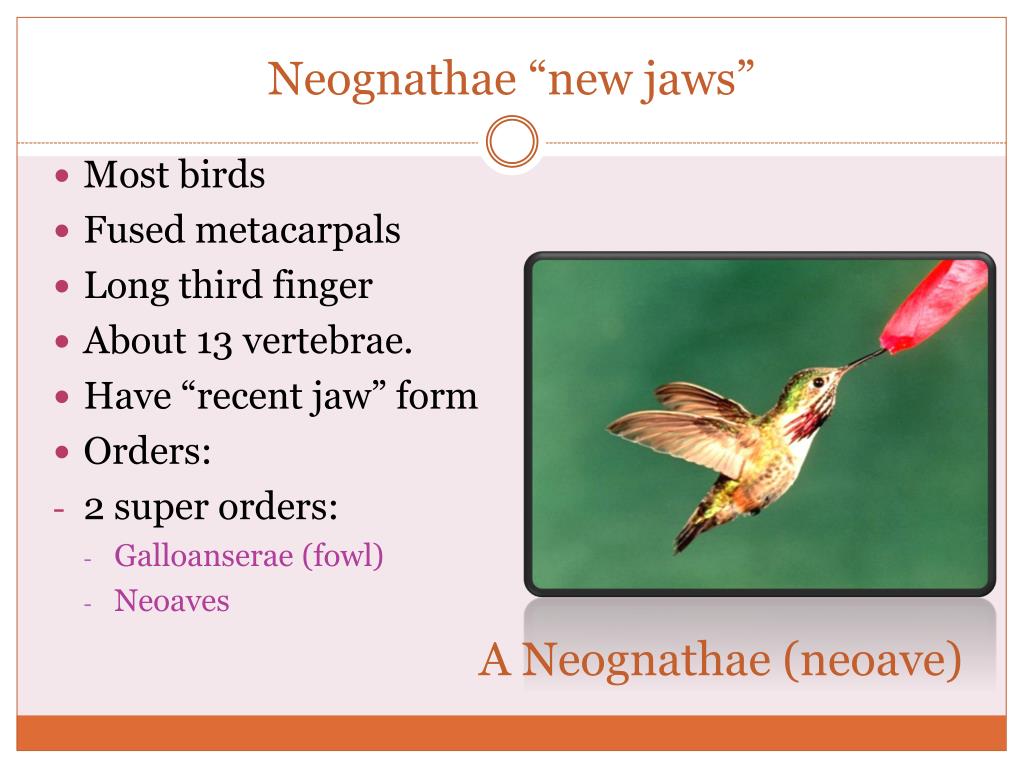 Neognathae “new jaws”
• Most birds
• Fused metacarpals
• Long third finger
• About 13 vertebrae.
• Have “recent jaw” form
• Orders:
- 2 super orders:
- Galloanserae (fowl)
- Neoaves
A Neognathae (neoave)